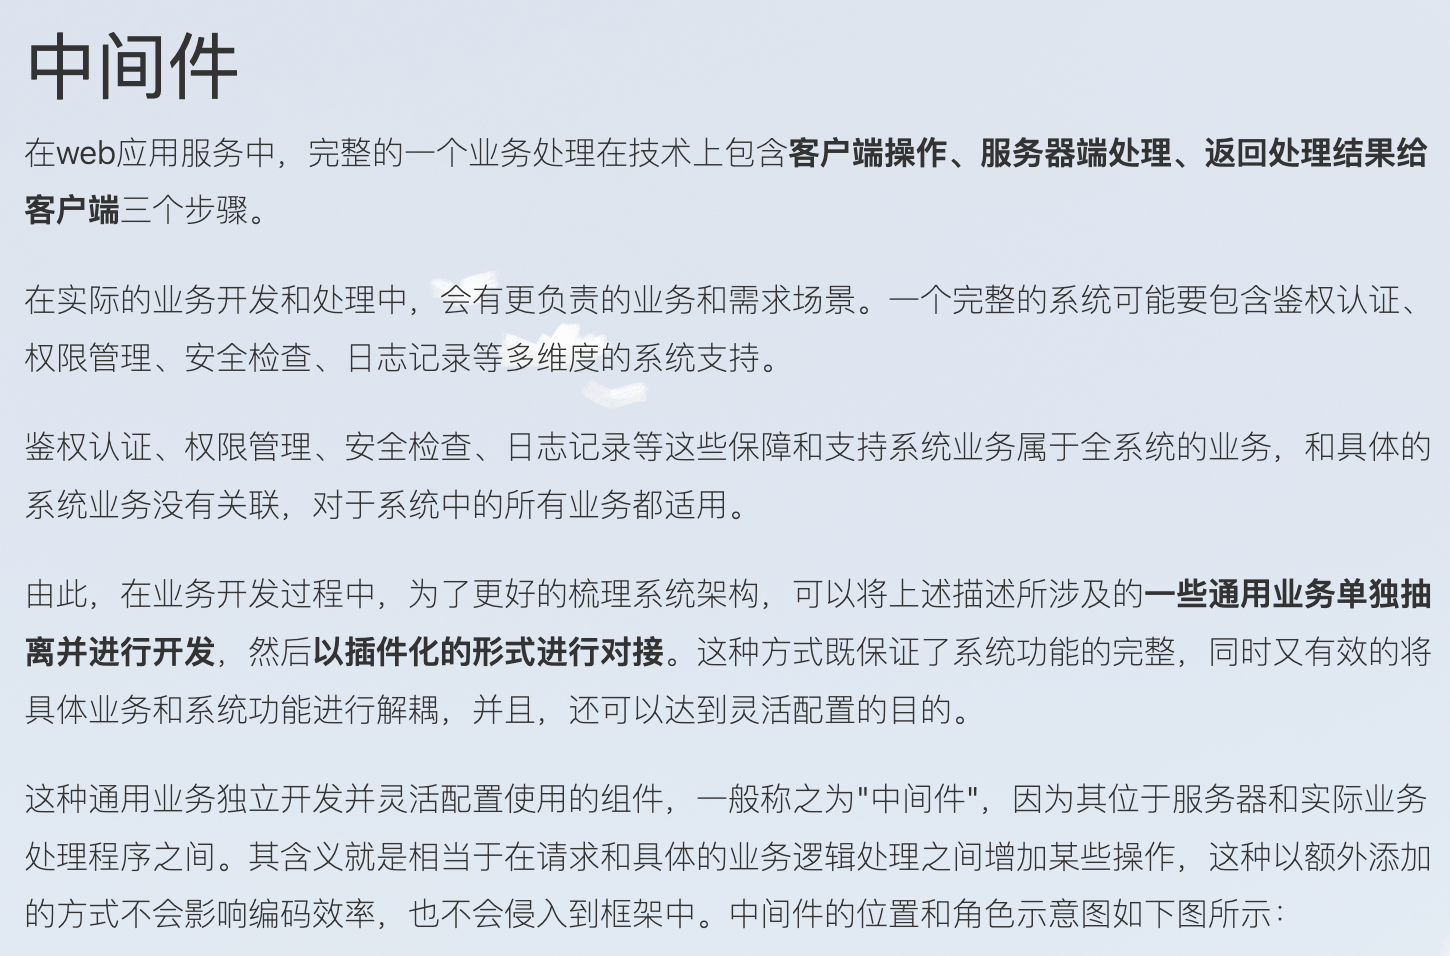 中间件
在web应用服务中，完整的一个业务处理在技术上包含客户端操作、服务器端处理、返回处理结果给
客户端三个步骤。
在实际的业务开发和处理中，会有更负责的业务和需求场景。一个完整的系统可能要包含鉴权认证、
权限管理、安全检查、日志记录等多维度的系统支持。
鉴权认证、权限管理、安全检查、日志记录等这些保障和支持系统业务属于全系统的业务，和具体的
系统业务没有关联，对于系统中的所有业务都适用。
由此，在业务开发过程中，为了更好的梳理系统架构，可以将上述描述所涉及的一些通用业务单独抽
离并进行开发，然后以插件化的形式进行对接。这种方式既保证了系统功能的完整，同时又有效的将
具体业务和系统功能进行解耦，并且，还可以达到灵活配置的目的。
这种通用业务独立开发并灵活配置使用的组件，一般称之为"中间件"，因为其位于服务器和实际业务
处理程序之间。其含义就是相当于在请求和具体的业务逻辑处理之间增加某些操作，这种以额外添加
的方式不会影响编码效率，也不会侵入到框架中。中间件的位置和角色示意图如下图所示：